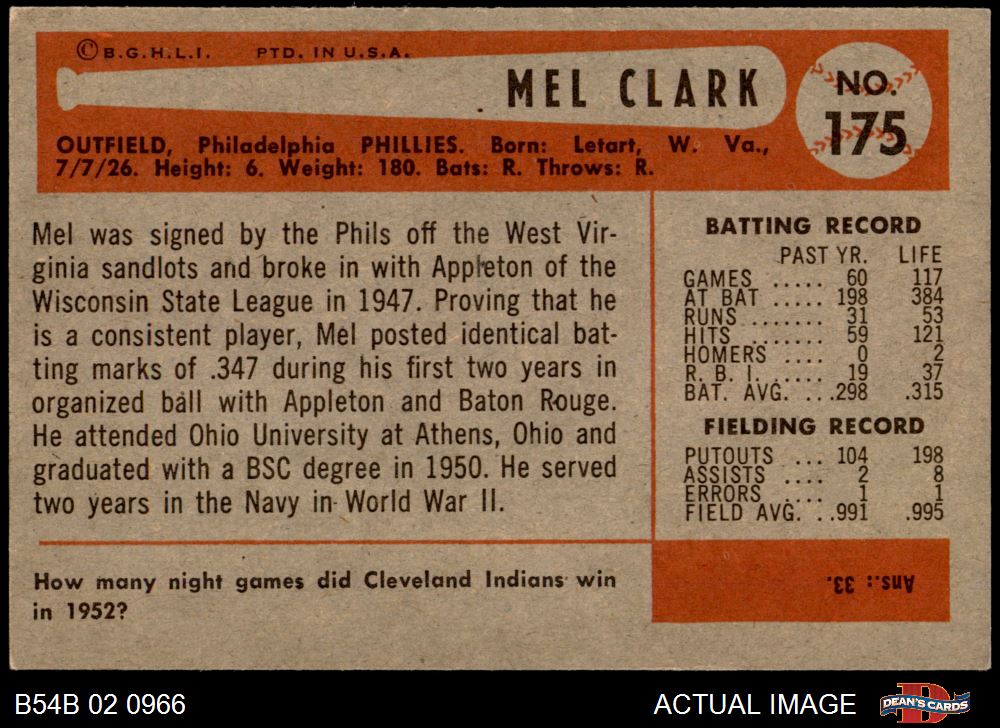 © B.G.H.L.I. PTD. IN U.S.A.
MEL CLARK
NO.
175
OUTFIELD, Philadelphia PHILLIES. Born: Letart, W. Va.,
7/7/26. Height: 6. Weight: 180. Bats: R. Throws: R.
Mel was signed by the Phils off the West Vir-
ginia sandlots and broke in with Appleton of the
Wisconsin State League in 1947. Proving that he
is a consistent player, Mel posted identical bat-
ting marks of .347 during his first two years in
organized ball with Appleton and Baton Rouge.
He attended Ohio University at Athens, Ohio and
graduated with a BSC degree in 1950. He served
two years in the Navy in World War II.
BATTING RECORD
PAST YR. LIFE
GAMES ..... 60 117
AT BAT ..... 198 384
RUNS ....... 31 53
HITS ....... 59 121
HOMERS .... 0 2
R. B. I. ..... 19 37
BAT. AVG. ...298 .315
FIELDING RECORD
PUTOUTS ... 104 198
ASSISTS .... 2 8
ERRORS .... 1 1
FIELD AVG. ..991 .995
How many night games did Cleveland Indians win
in 1952?
Ans.: 33.
B54B 02 0966
ACTUAL IMAGE
D
DEAN'S CARDS